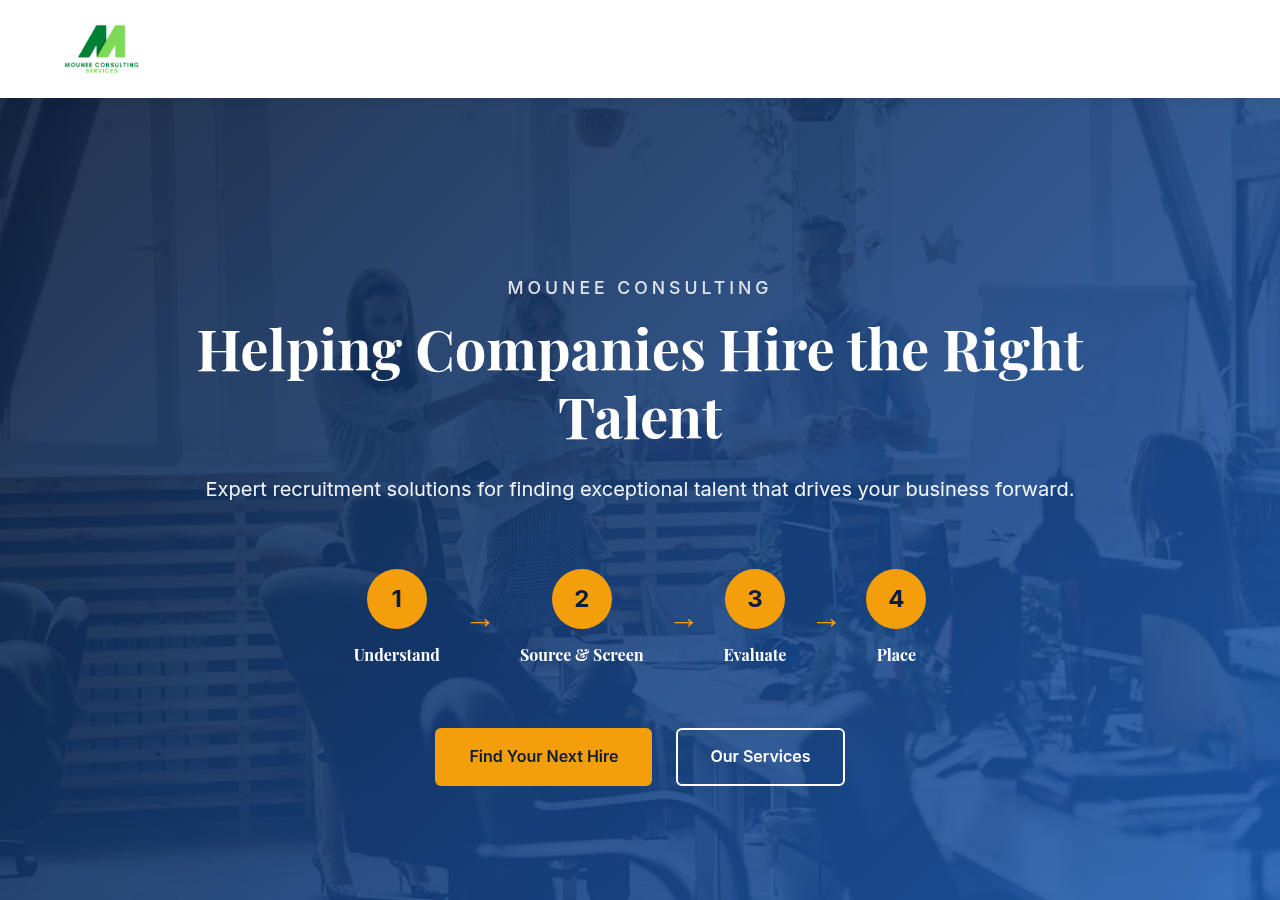 MOUNEE CONSULTING
SERVICES
MOUNEE CONSULTING
Helping Companies Hire the Right
Talent
Expert recruitment solutions for finding exceptional talent that drives your business forward.
1 → 2 → 3 → 4
Understand Source & Screen Evaluate Place
Find Your Next Hire Our Services